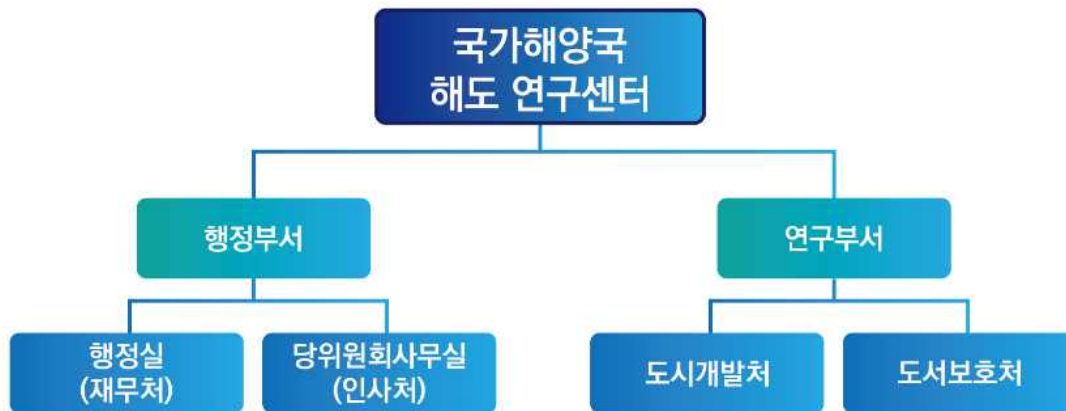 국가해양국
해도 연구센터
행정부서
연구부서
행정실
(재무처)
당위원회사무실
(인사처)
도시개발처
도서보호처